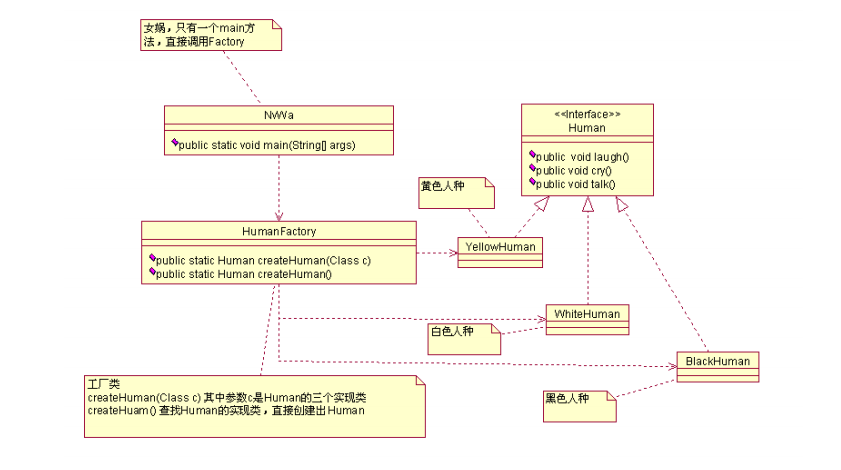 女娲，只有一个main方
法，直接调用Factory
NvWa
public static void main(String[] args)
<<Interface>>
Human
public void laugh()
public void cry()
public void talk()
黄色人种
HumanFactory
public static Human createHuman(Class c)
public static Human createHuman()
YellowHuman
WhiteHuman
白色人种
BlackHuman
工厂类
createHuman(Class c) 其中参数c是Human的三个实现类
createHuam() 查找Human的实现类，直接创建出Human
黑色人种